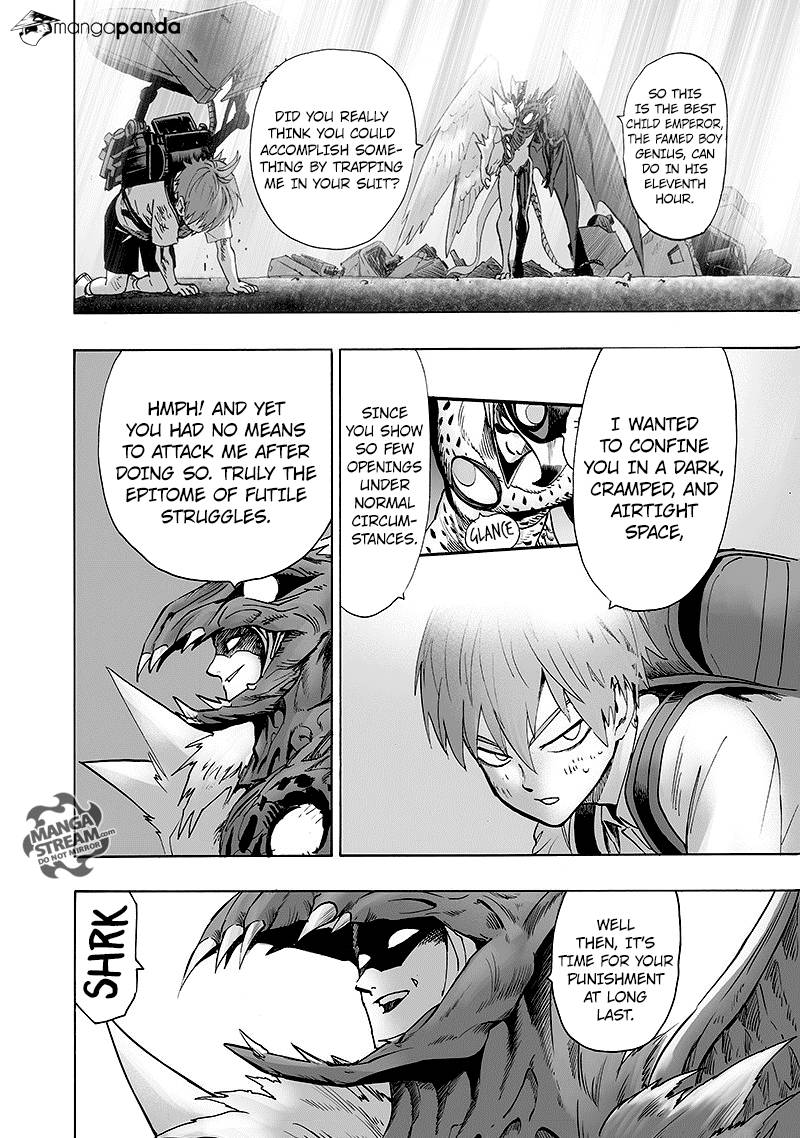 mangapanda
SO THIS
IS THE BEST
CHILD EMPEROR,
THE FAMED BOY
GENIUS, CAN
DO IN HIS
ELEVENTH
HOUR.
DID YOU REALLY
THINK YOU COULD
ACCOMPLISH SOME-
THING BY TRAPPING
ME IN YOUR SUIT?
I WANTED
TO CONFINE
YOU IN A DARK,
CRAMPED, AND
AIRTIGHT
SPACE,
GLANCE
SINCE
YOU SHOW
SO FEW
OPENINGS
UNDER
NORMAL
CIRCUM-
STANCES.
HMPH! AND YET
YOU HAD NO MEANS
TO ATTACK ME AFTER
DOING SO. TRULY THE
EPITOME OF FUTILE
STRUGGLES.
MANGA
STREAM.com
DO NOT MIRROR
WELL
THEN, IT'S
TIME FOR YOUR
PUNISHMENT
AT LONG
LAST.
SHRK